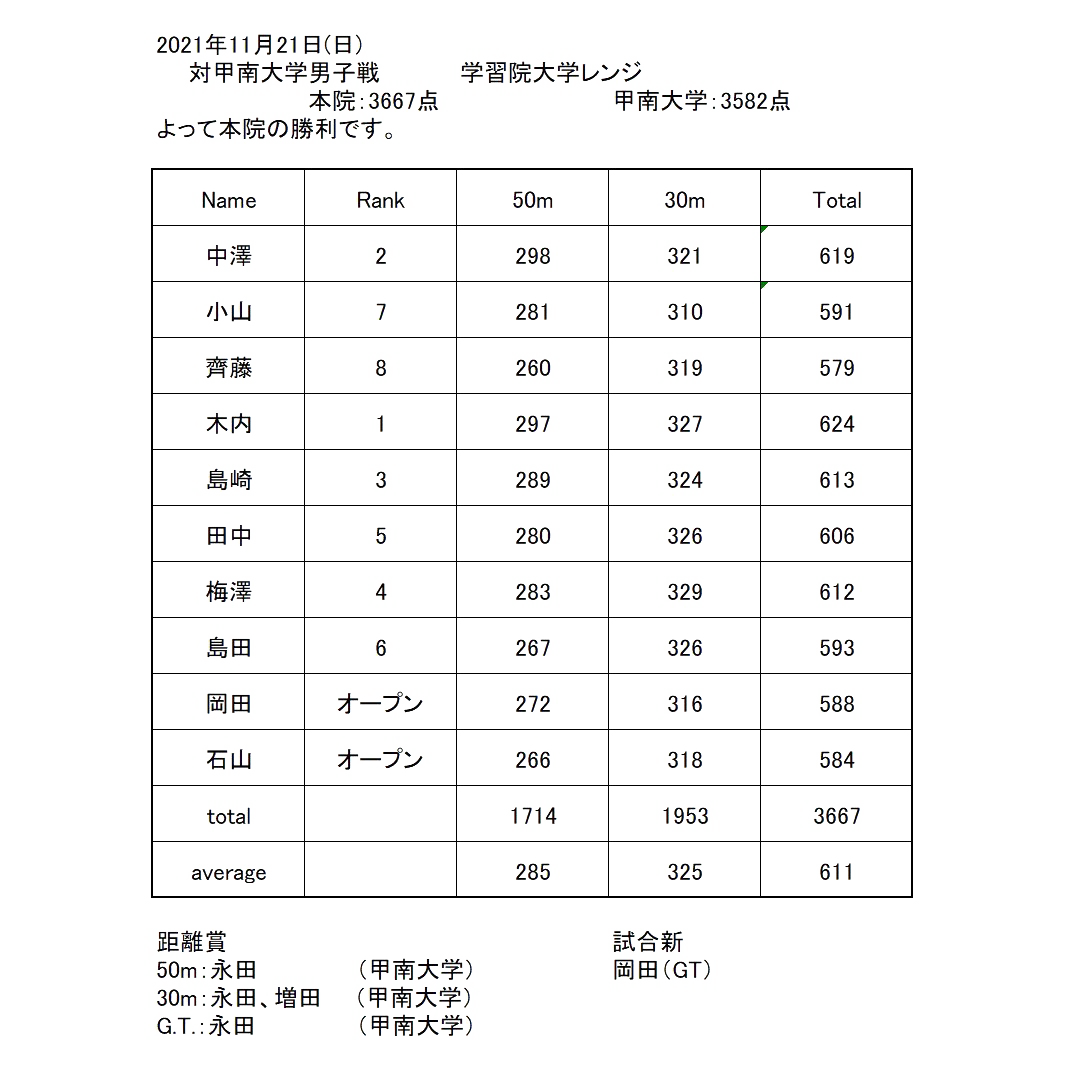 2021年11月21日(日)
対甲南大学男子戦 学習院大学レンジ
本院：3667点 甲南大学：3582点
よって本院の勝利です。
Name Rank 50m 30m Total
中澤 2 298 321 619
小山 7 281 310 591
齊藤 8 260 319 579
木内 1 297 327 624
島崎 3 289 324 613
田中 5 280 326 606
梅澤 4 283 329 612
島田 6 267 326 593
岡田 オープン 272 316 588
石山 オープン 266 318 584
total 1714 1953 3667
average 285 325 611
距離賞 試合新
50m：永田 （甲南大学） 岡田（GT）
30m：永田、増田 （甲南大学）
G.T.：永田 （甲南大学）